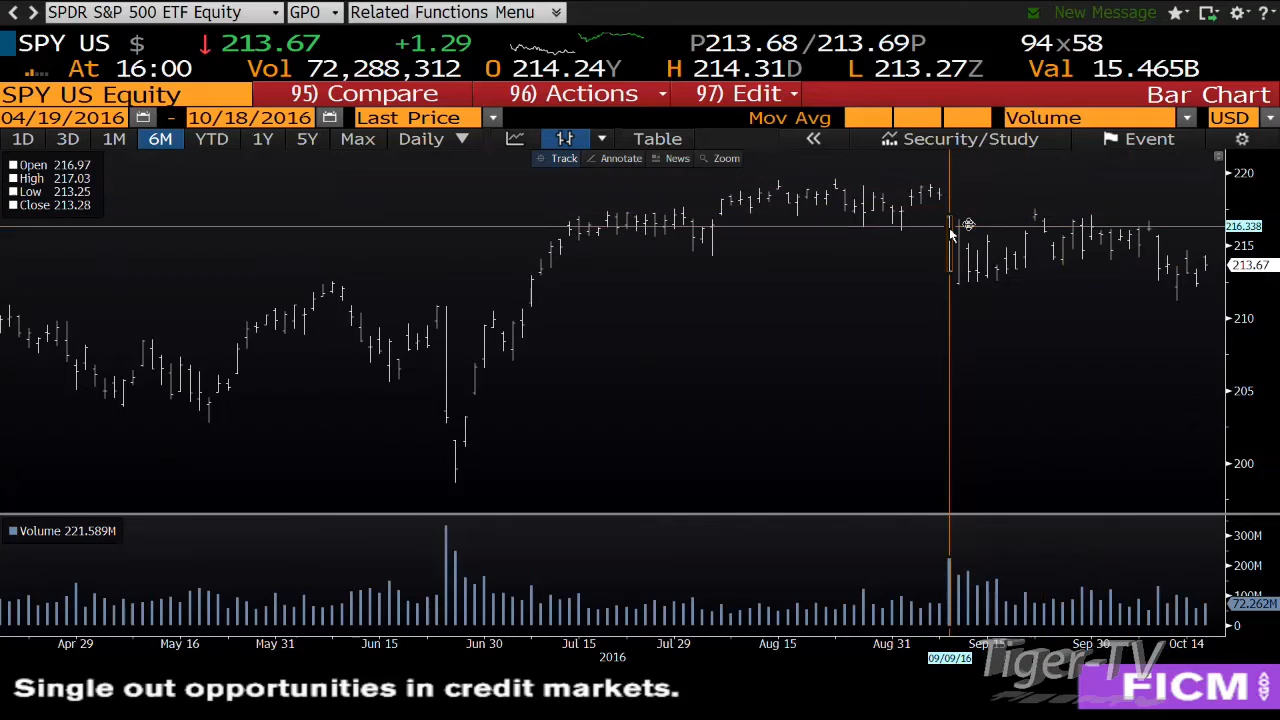 SPDR S&P 500 ETF Equity GPO Related Functions Menu New Message
SPY US $ 213.67 +1.29 P213.68/213.69P 94x58
At 16:00 Vol 72,288,312 O 214.24Y H 214.31D L 213.27Z Val 15.465B
SPY US Equity 95) Compare 96) Actions 97) Edit Bar Chart
04/19/2016 - 10/18/2016 Last Price Mov Avg Volume USD
1D 3D 1M 6M YTD 1Y 5Y Max Daily Table Security/Study Event
Track Annotate News Zoom
Open 216.97
High 217.03
Low 213.25
Close 213.28
220
216.338
215
213.67
210
205
200
Volume 221.589M
300M
200M
100M
72.262M
0
Apr 29 May 16 May 31 Jun 15 Jun 30 Jul 15 Jul 29 Aug 15 Aug 31 Sep 15 Sep 30 Oct 14
2016 09/09/16
Tiger-TV
Single out opportunities in credit markets.
FICM